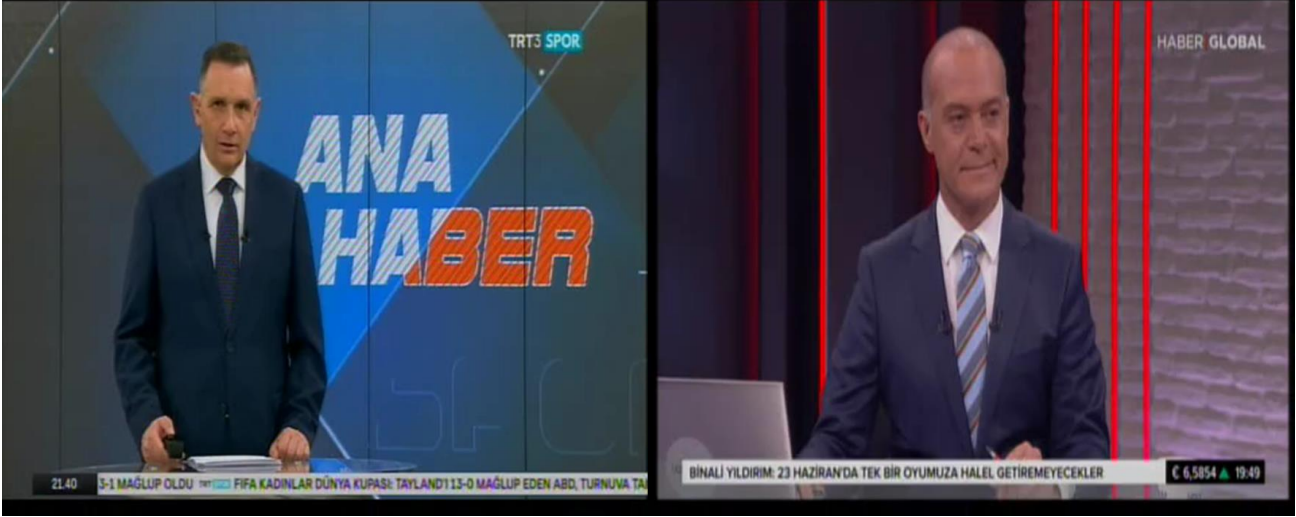 TRT3 SPOR
ANA
HABER
21.40
3-1 MAĞLUP OLDU TRT FIFA KADINLAR DÜNYA KUPASI: TAYLAND'I 13-0 MAĞLUP EDEN ABD, TURNUVA
HABER GLOBAL
BİNALİ YILDIRIM: 23 HAZİRAN'DA TEK BİR OYUMUZA HALEL GETİREMEYECEKLER
€ 6,5854 ▲ 19:49